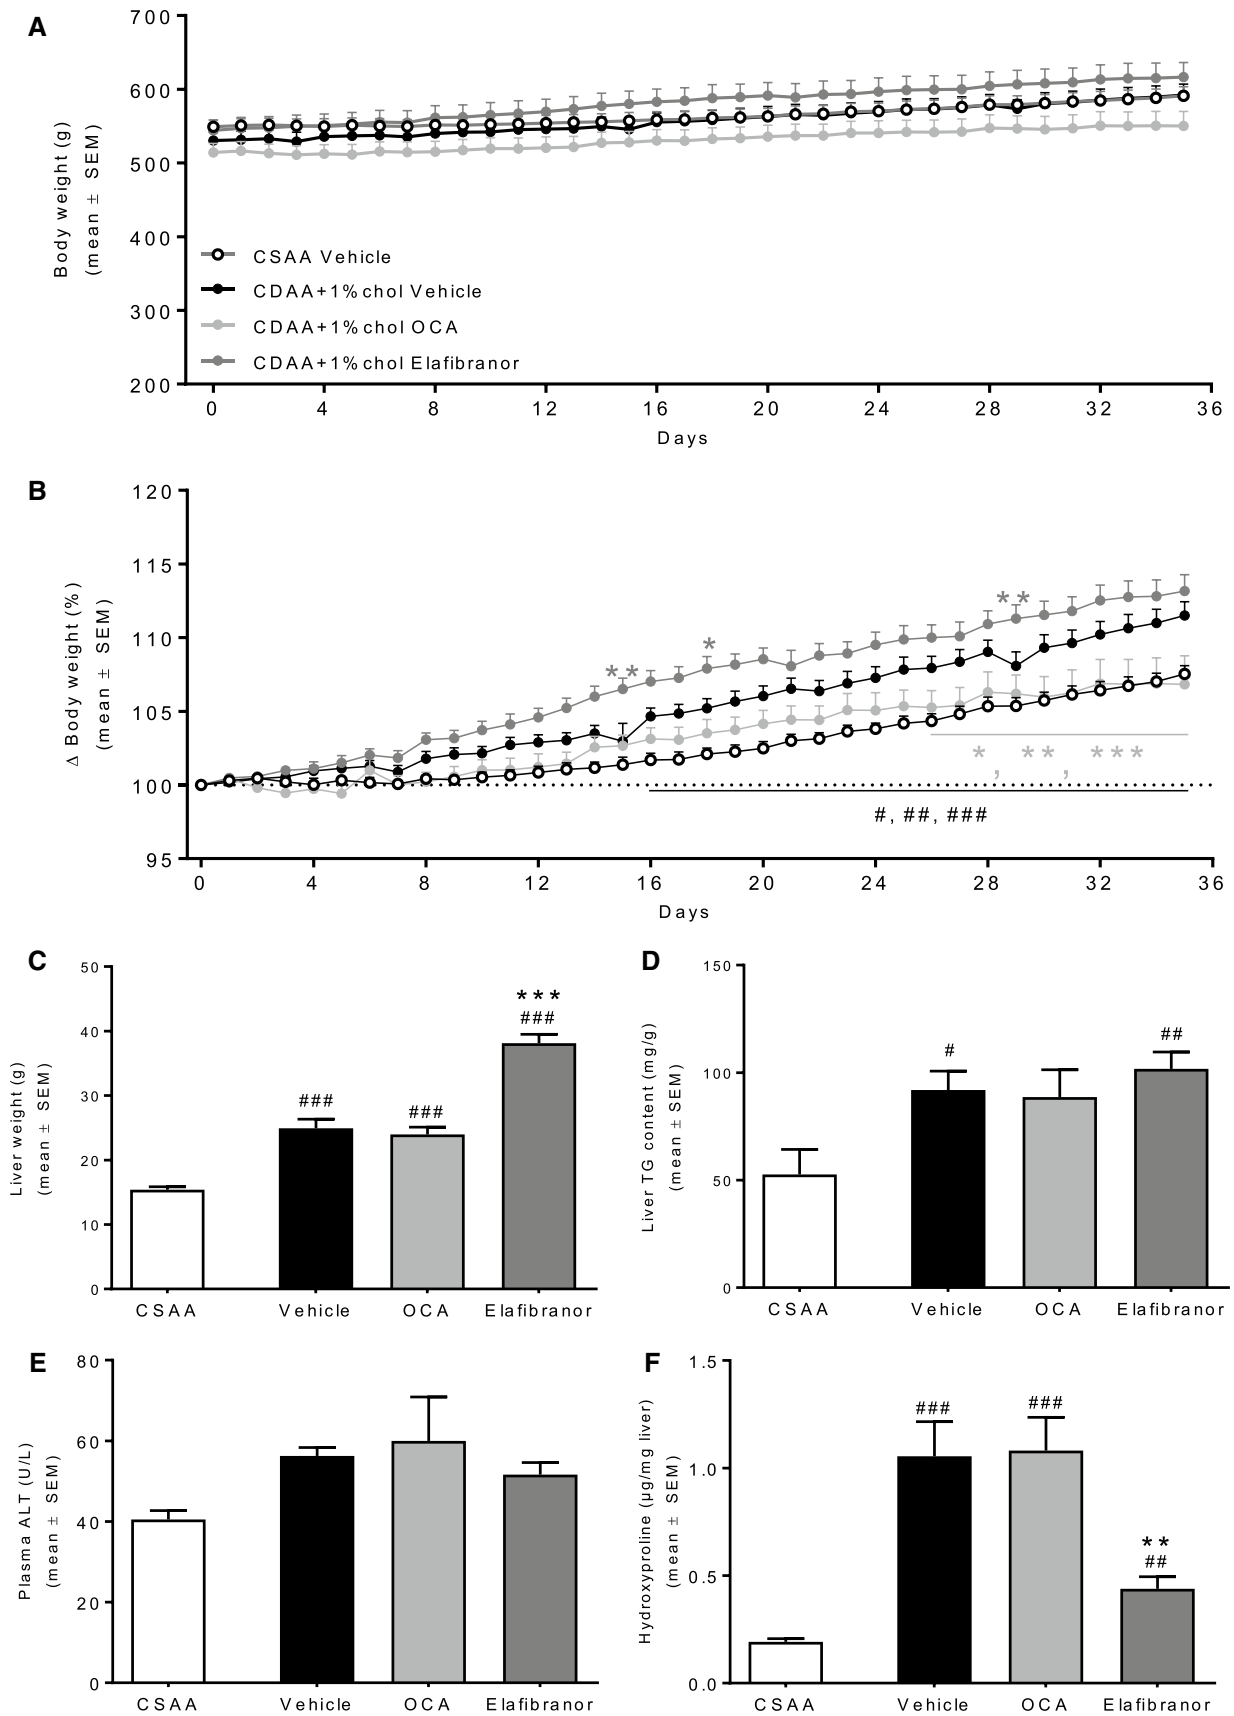 A
Body weight (g)
(mean ± SEM)
700
600
500
400
300
200
CSAA Vehicle
CDAA+1%chol Vehicle
CDAA+1%chol OCA
CDAA+1%chol Elafibranor
0 4 8 12 16 20 24 28 32 36
Days
B
Δ Body weight (%)
(mean ± SEM)
120
115
110
105
100
95
**
*
**
*, **, ***
#, ##, ###
0 4 8 12 16 20 24 28 32 36
Days
C
Liver weight (g)
(mean ± SEM)
50
40
30
20
10
0
###
###
***
###
CSAA Vehicle OCA Elafibranor
D
Liver TG content (mg/g)
(mean ± SEM)
150
100
50
0
#
##
CSAA Vehicle OCA Elafibranor
E
Plasma ALT (U/L)
(mean ± SEM)
80
60
40
20
0
CSAA Vehicle OCA Elafibranor
F
Hydroxyproline (µg/mg liver)
(mean ± SEM)
1.5
1.0
0.5
0.0
###
###
**
##
CSAA Vehicle OCA Elafibranor